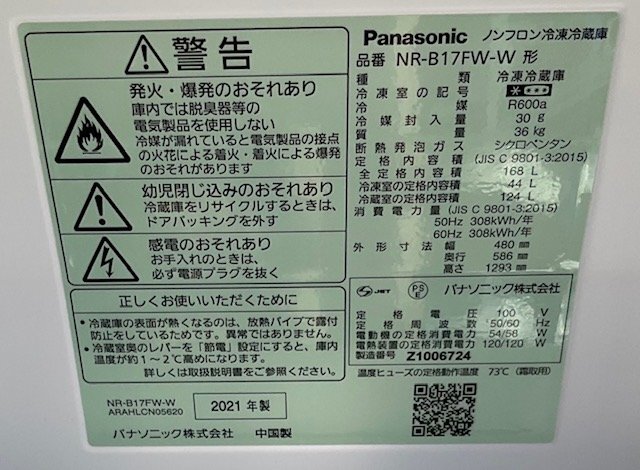 警告
発火・爆発のおそれあり
庫内では脱臭器等の
電気製品を使用しない
冷媒が漏れていると電気製品の接点
の火花による着火・着火による爆発
のおそれがあります
幼児閉じ込みのおそれあり
冷蔵庫をリサイクルするときは、
ドアパッキングを外す
感電のおそれあり
お手入れのときは、
必ず電源プラグを抜く
正しくお使いいただくために
・冷蔵庫の表面が熱くなるのは、放熱パイプで露付
防止をしているためです。異常ではありません。
・冷蔵室奥のレバーを「節電」設定にすると、庫内
温度が約1～2℃高めになります。
詳しくは取扱説明書をご参照ください。
NR-B17FW-W
ARAHLCN05620
2021年製
パナソニック株式会社 中国製
Panasonic ノンフロン冷凍冷蔵庫
品番 NR-B17FW-W 形
種類 冷凍冷蔵庫
冷凍室の記号 ****
冷媒 R600a
冷媒封入量 30 g
質量 36 kg
断熱発泡ガス シクロペンタン
定格内容積 (JIS C 9801-3:2015)
全定格内容積 168 L
冷凍室の定格内容積 44 L
冷蔵室の定格内容積 124 L
消費電力量 (JIS C 9801-3:2015)
50Hz 308kWh/年
60Hz 308kWh/年
外形寸法 幅 480 mm
奥行 586 mm
高さ 1293 mm
JET PSE パナソニック株式会社
定格電圧 100 V
定格周波数 50/60 Hz
電動機の定格消費電力 54/58 W
電熱装置の定格消費電力 120/120 W
製造番号 Z1006724
温度ヒューズの定格動作温度 73℃ (霜取用)